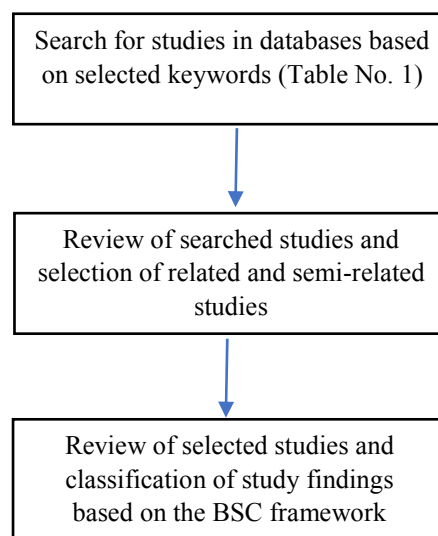 Search for studies in databases based
on selected keywords (Table No. 1)
Review of searched studies and
selection of related and semi-related
studies
Review of selected studies and
classification of study findings
based on the BSC framework